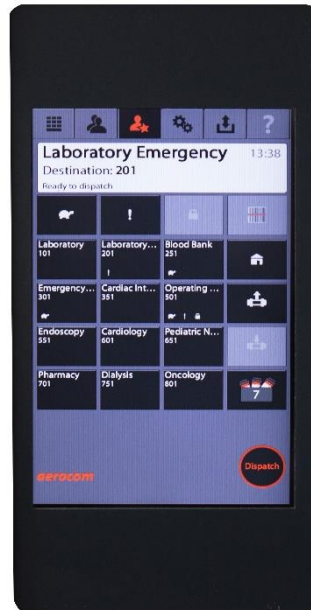 ?
Laboratory Emergency 13:38
Destination: 201
Ready to dispatch
!
Laboratory Laboratory... Blood Bank
101 201 251
!
Emergency... Cardiac Int... Operating ...
301 351 501
!
Endoscopy Cardiology Pediatric N...
551 601 651
Pharmacy Dialysis Oncology
701 751 801
7
Dispatch
aerocom